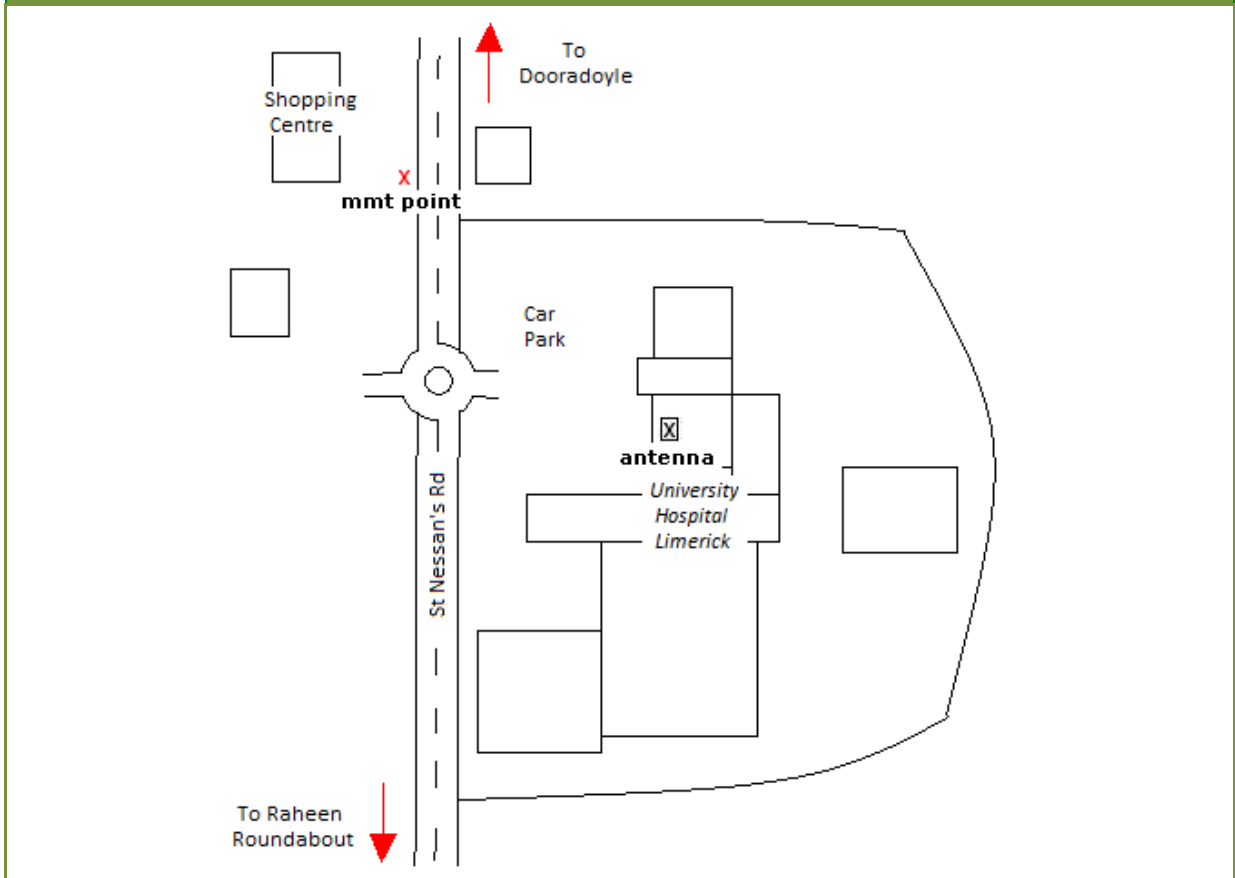 To
Dooradoyle
Shopping
Centre
X
mmt point
Car
Park
X
antenna
University
Hospital
Limerick
St Nessan's Rd
To Raheen
Roundabout